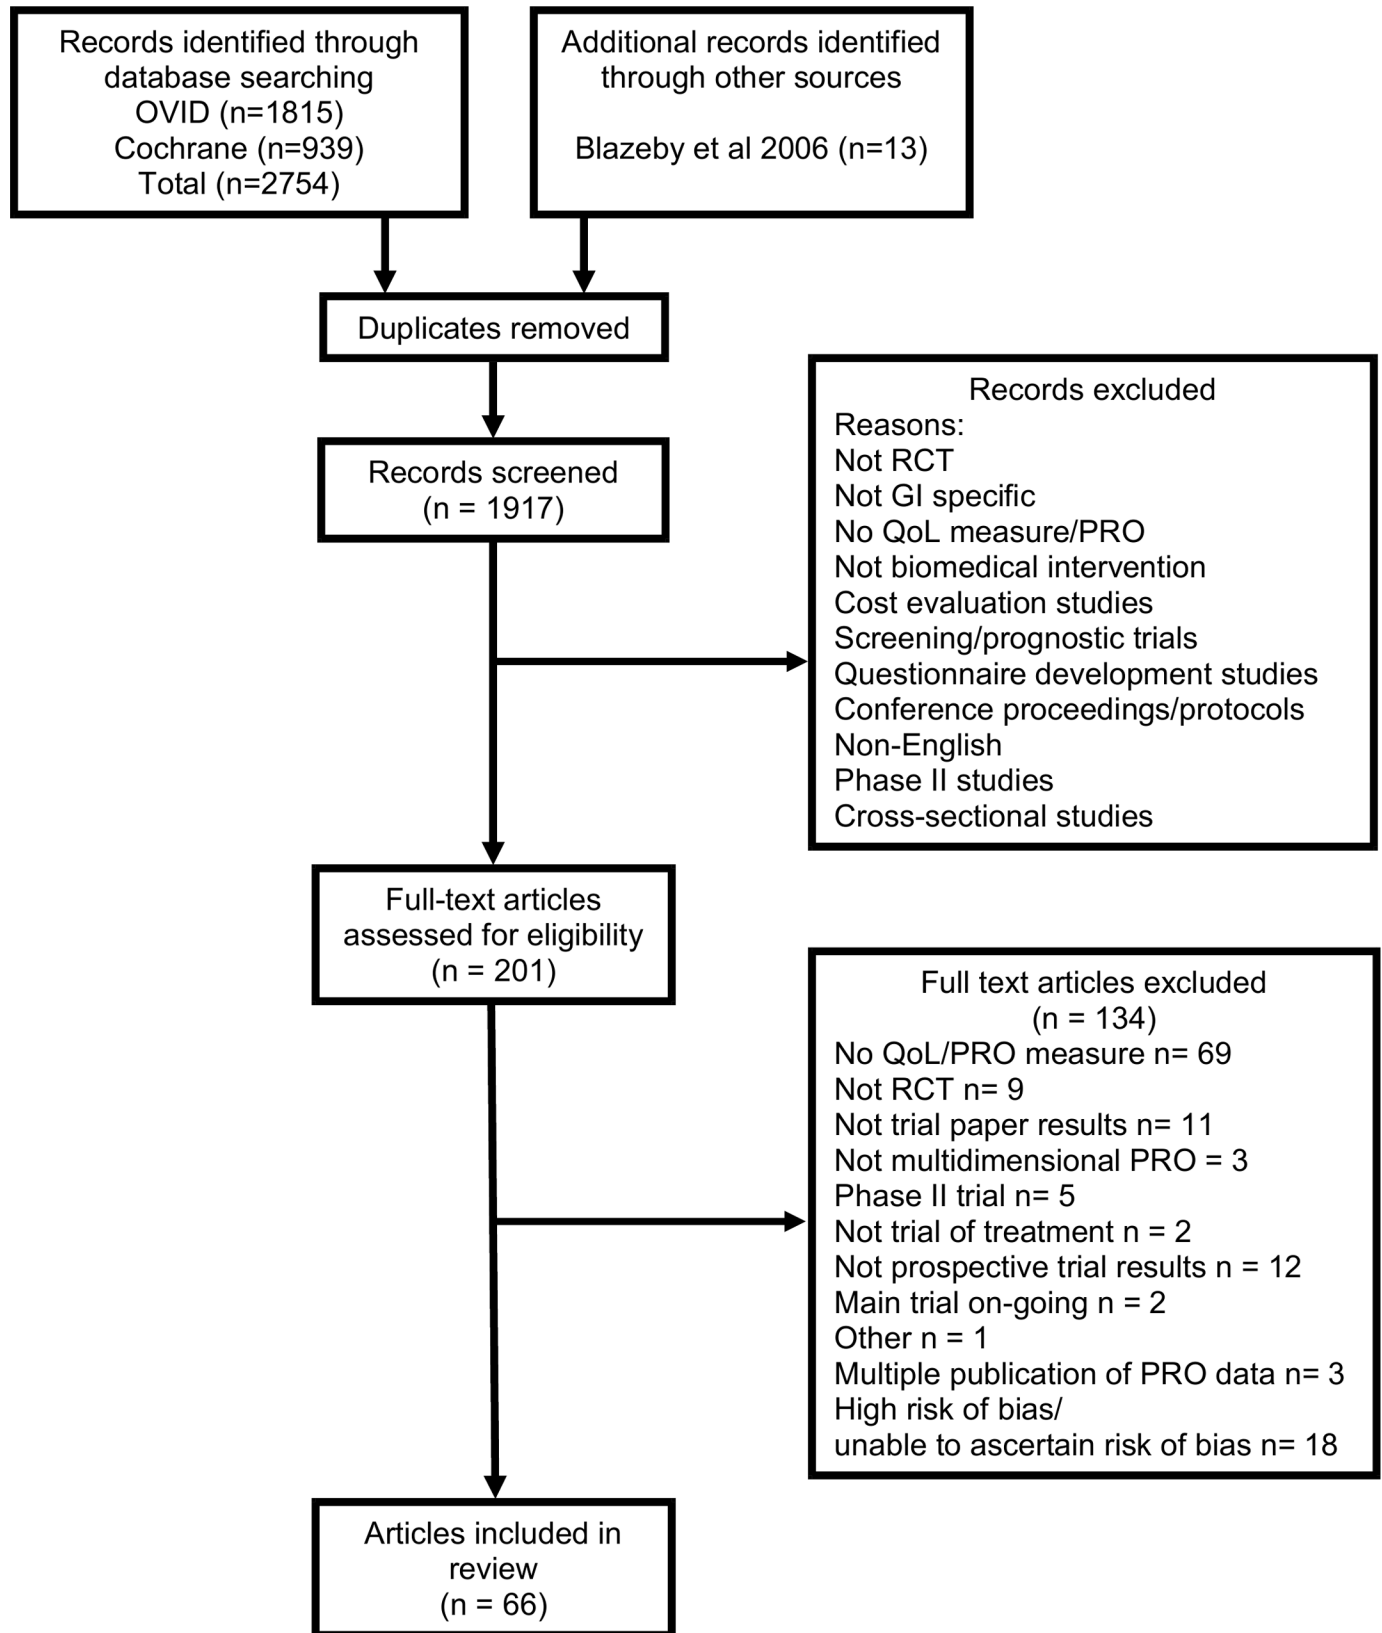 Records identified through
database searching
OVID (n=1815)
Cochrane (n=939)
Total (n=2754)
Additional records identified
through other sources
Blazeby et al 2006 (n=13)
Duplicates removed
Records screened
(n = 1917)
Records excluded
Reasons:
Not RCT
Not GI specific
No QoL measure/PRO
Not biomedical intervention
Cost evaluation studies
Screening/prognostic trials
Questionnaire development studies
Conference proceedings/protocols
Non-English
Phase II studies
Cross-sectional studies
Full-text articles
assessed for eligibility
(n = 201)
Full text articles excluded
(n = 134)
No QoL/PRO measure n= 69
Not RCT n= 9
Not trial paper results n= 11
Not multidimensional PRO = 3
Phase II trial n= 5
Not trial of treatment n = 2
Not prospective trial results n = 12
Main trial on-going n = 2
Other n = 1
Multiple publication of PRO data n= 3
High risk of bias/
unable to ascertain risk of bias n= 18
Articles included in
review
(n = 66)